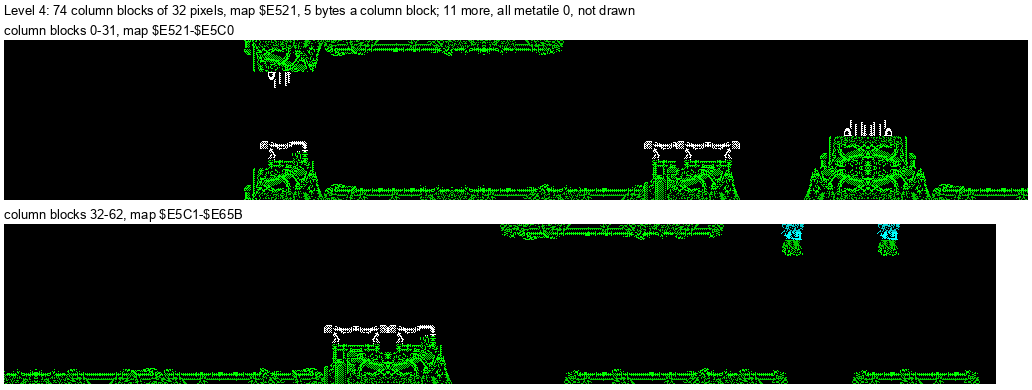 Level 4: 74 column blocks of 32 pixels, map $E521, 5 bytes a column block; 11 more, all metatile 0, not drawn
column blocks 0-31, map $E521-$E5C0
column blocks 32-62, map $E5C1-$E65B